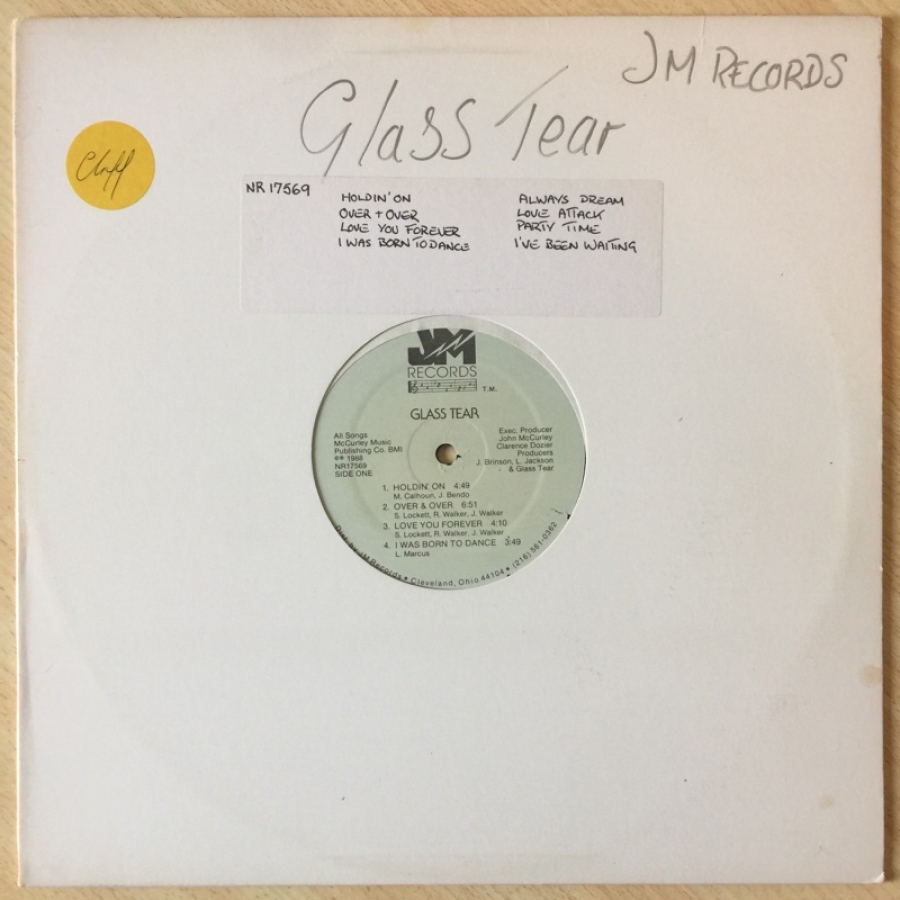 JM RECORDS
Glass Tear
NR 17569
HOLDIN' ON
OVER + OVER
LOVE YOU FOREVER
I WAS BORN TO DANCE
ALWAYS DREAM
LOVE ATTACK
PARTY TIME
I'VE BEEN WAITING
JM
RECORDS
T.M.
GLASS TEAR
All Songs
McCurley Music
Publishing Co. BMI
℗© 1988
NR17569
SIDE ONE
Exec. Producer
John McCurley
Clarence Dozier
Producers
J. Brinson, L. Jackson
& Glass Tear
1. HOLDIN' ON 4:49
M. Calhoun, J. Bendo
2. OVER & OVER 6:51
S. Lockett, R. Walker, J. Walker
3. LOVE YOU FOREVER 4:10
S. Lockett, R. Walker, J. Walker
4. I WAS BORN TO DANCE 3:49
L. Marcus
by JM Records • Cleveland, Ohio 44104 • (216) 561-0362